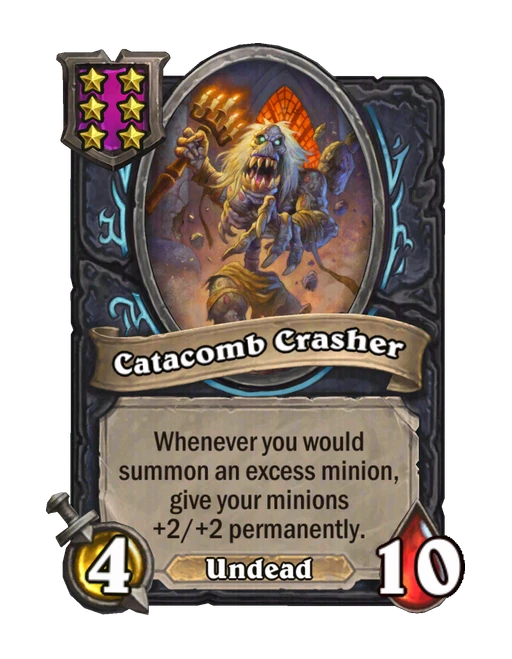 Catacomb Crasher
Whenever you would
summon an excess minion,
give your minions
+2/+2 permanently.
4
Undead
10